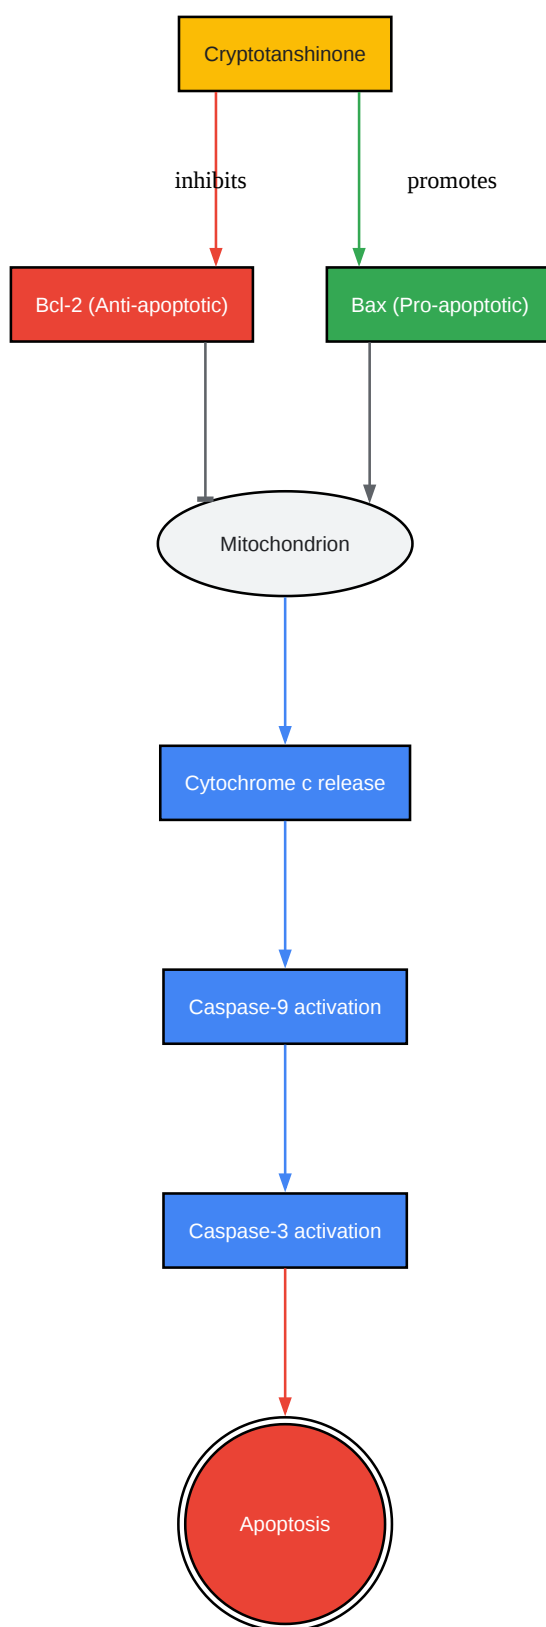 Cryptotanshinone
inhibits
promotes
Bcl-2 (Anti-apoptotic)
Bax (Pro-apoptotic)
Mitochondrion
Cytochrome c release
Caspase-9 activation
Caspase-3 activation
Apoptosis